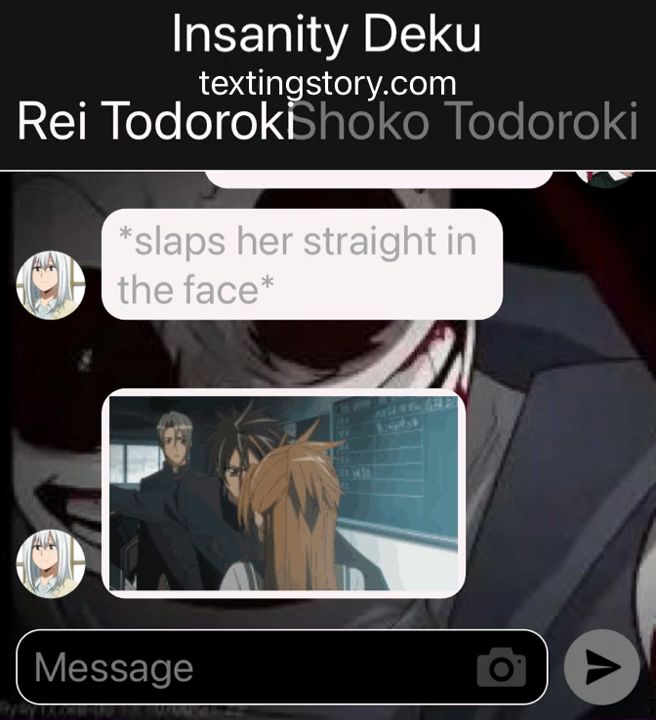 Insanity Deku
textingstory.com
Rei Todoroki Shoko Todoroki
*slaps her straight in
the face*
Message